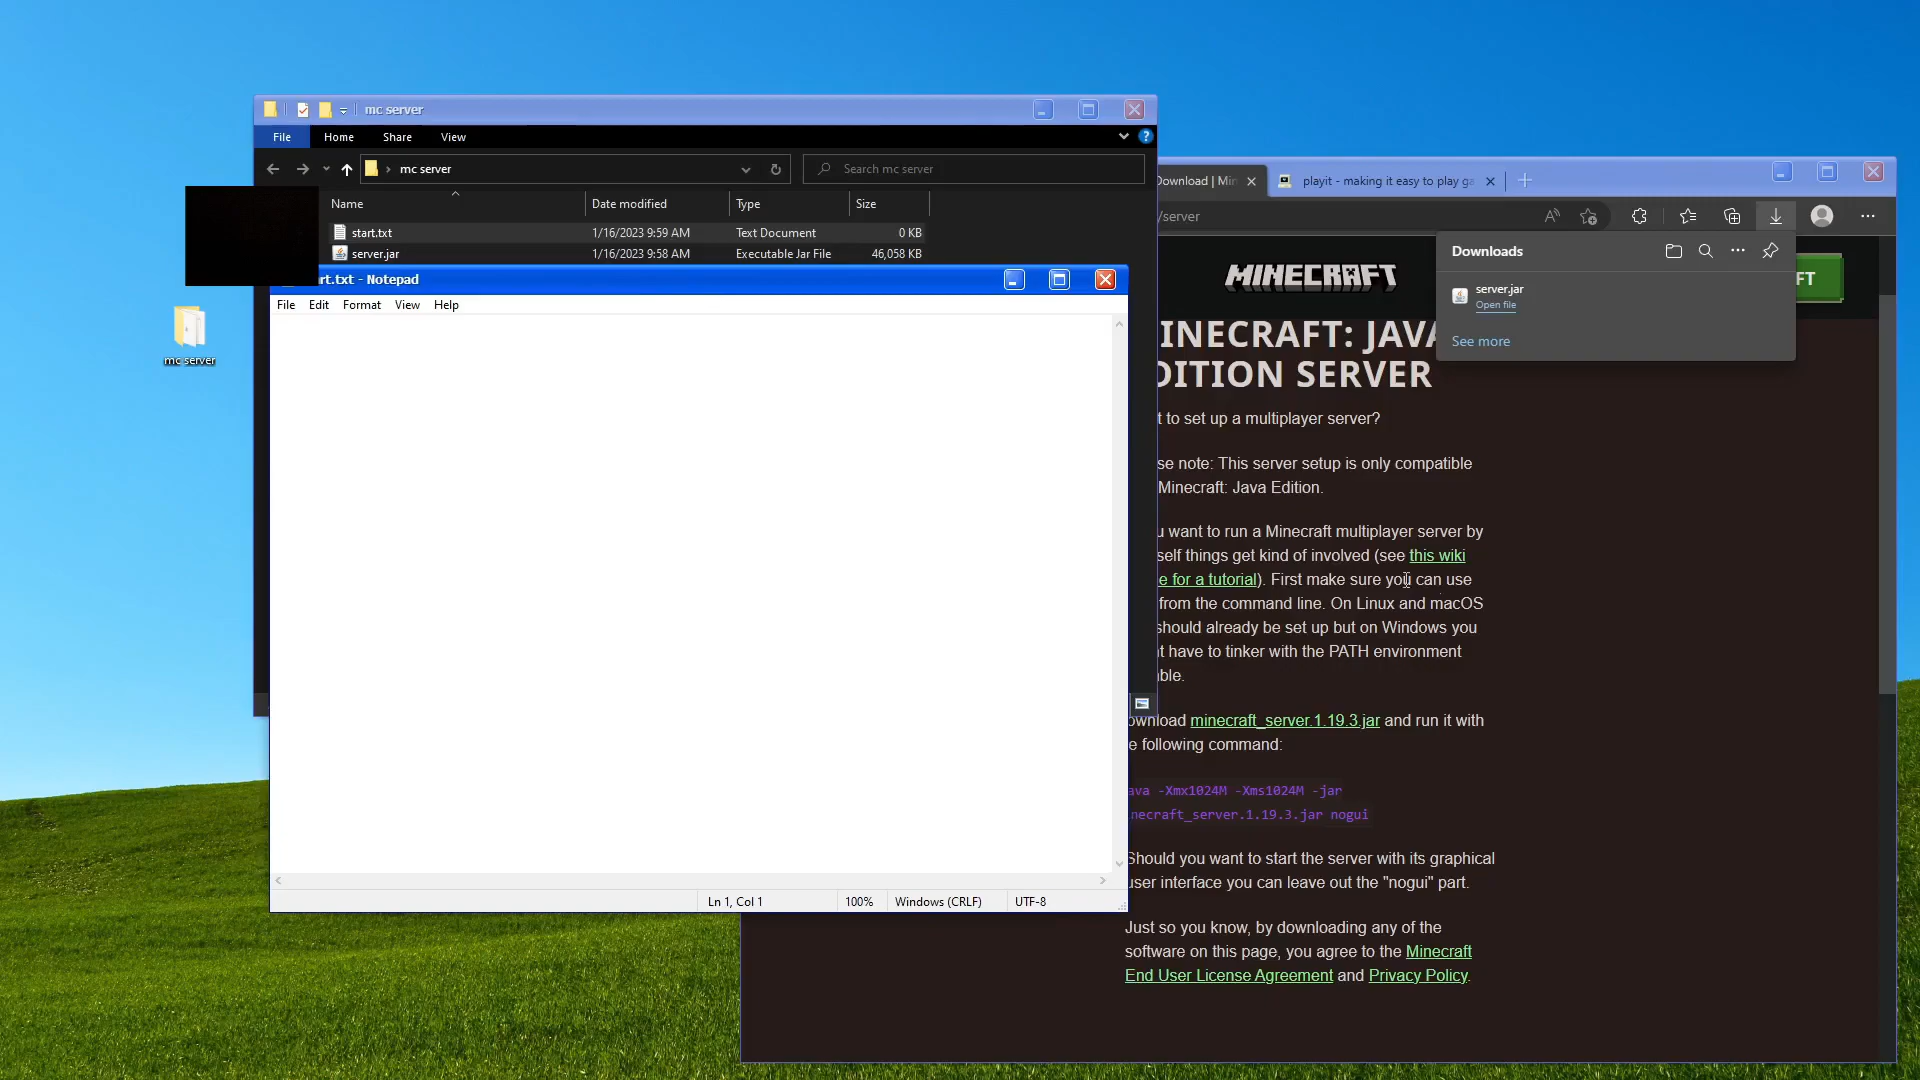 mc server
File Home Share View
mc server
Search mc server
Name Date modified Type Size
start.txt 1/16/2023 9:59 AM Text Document 0 KB
server.jar 1/16/2023 9:58 AM Executable Jar File 46,058 KB
rt.txt - Notepad
File Edit Format View Help
Ln 1, Col 1 100% Windows (CRLF) UTF-8
mc server
Download | Min
playit - making it easy to play ga
/server
Downloads
server.jar
Open file
See more
MINECRAFT
FT
INECRAFT: JAVA
DITION SERVER
t to set up a multiplayer server?
se note: This server setup is only compatible
Minecraft: Java Edition.
u want to run a Minecraft multiplayer server by
self things get kind of involved (see this wiki
e for a tutorial). First make sure you can use
from the command line. On Linux and macOS
should already be set up but on Windows you
t have to tinker with the PATH environment
ble.
ownload minecraft_server.1.19.3.jar and run it with
e following command:
ava -Xmx1024M -Xms1024M -jar
necraft_server.1.19.3.jar nogui
Should you want to start the server with its graphical
user interface you can leave out the "nogui" part.
Just so you know, by downloading any of the
software on this page, you agree to the Minecraft
End User License Agreement and Privacy Policy.